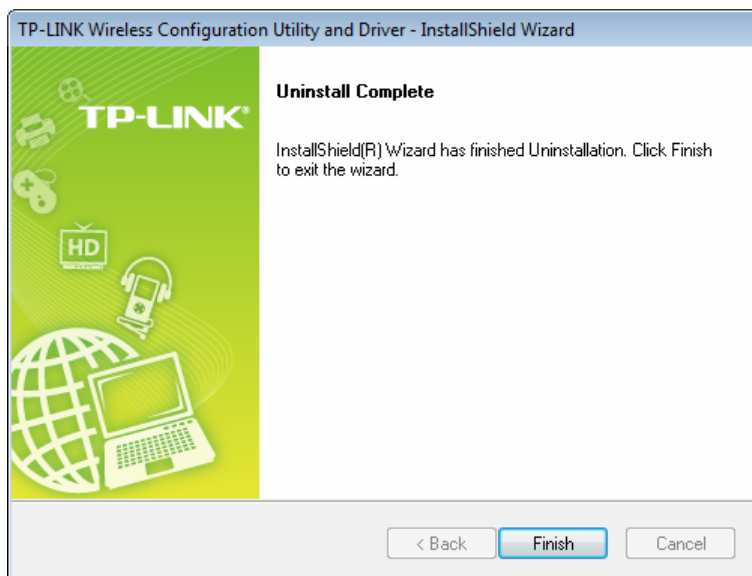 TP-LINK Wireless Configuration Utility and Driver - InstallShield Wizard
TP-LINK®
Uninstall Complete
InstallShield(R) Wizard has finished Uninstallation. Click Finish
to exit the wizard.
HD
< Back
Finish
Cancel